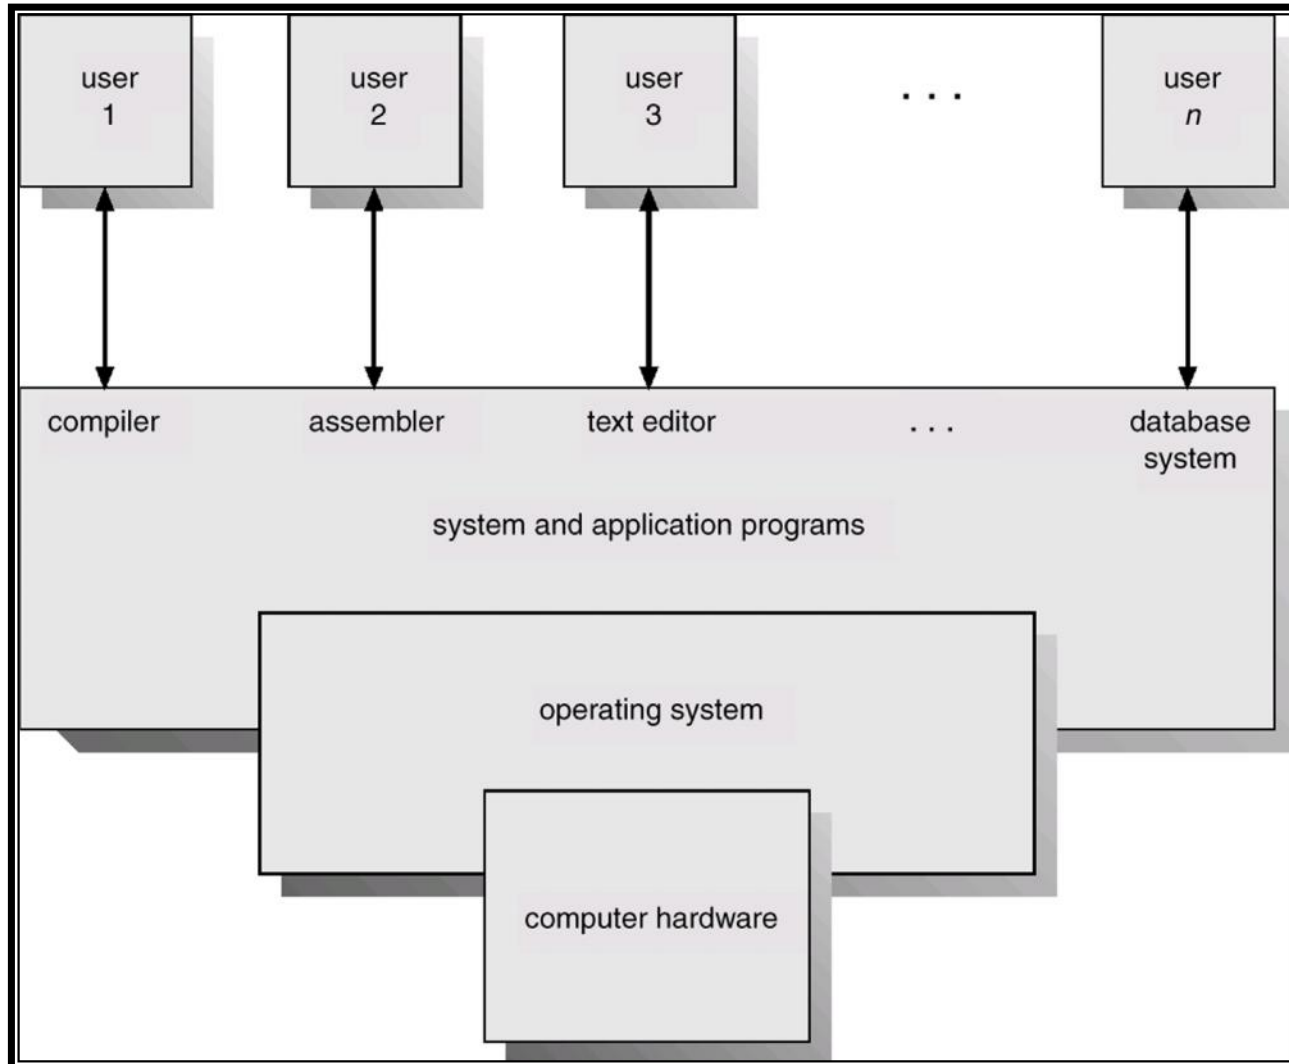 user
1
user
2
user
3
. . .
user
n
compiler
assembler
text editor
. . .
database
system
system and application programs
operating system
computer hardware